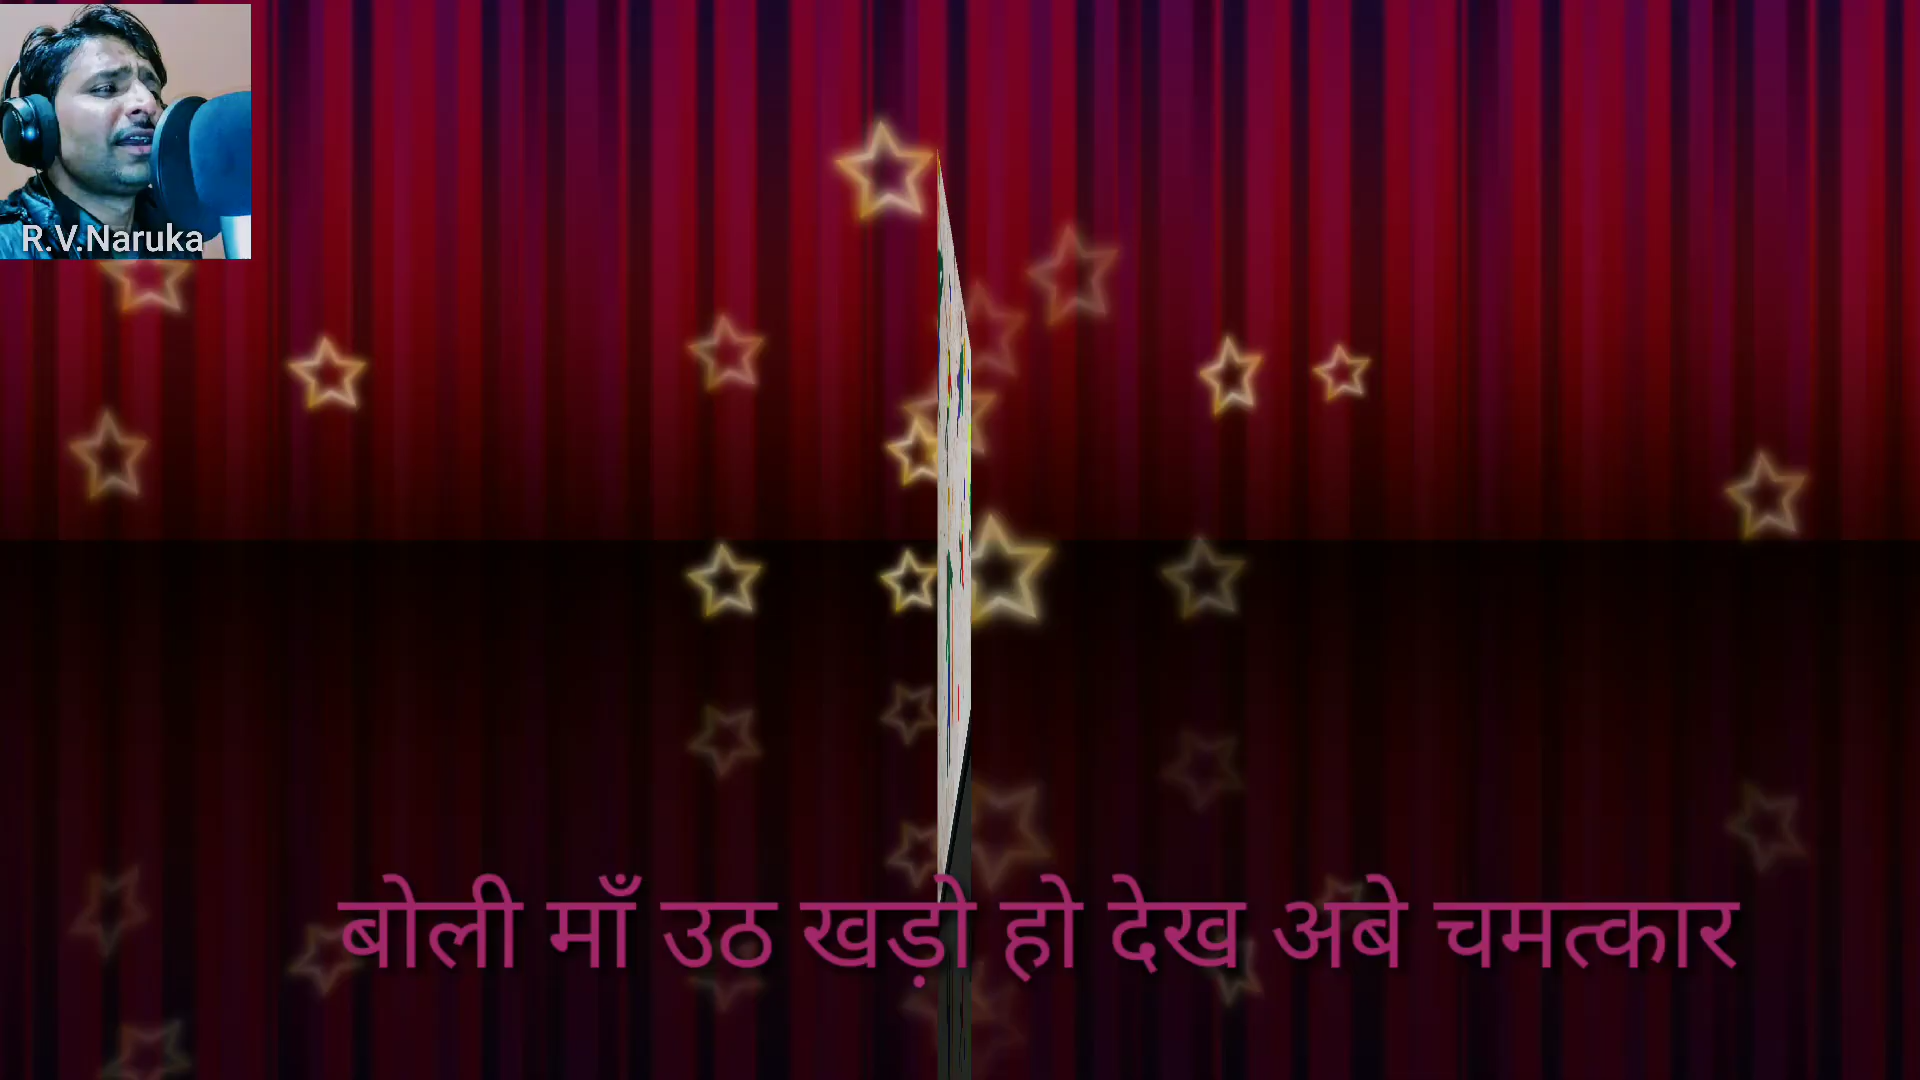 R.V.Naruka
बोली माँ उठ खड़ो हो देख अबे चमत्कार